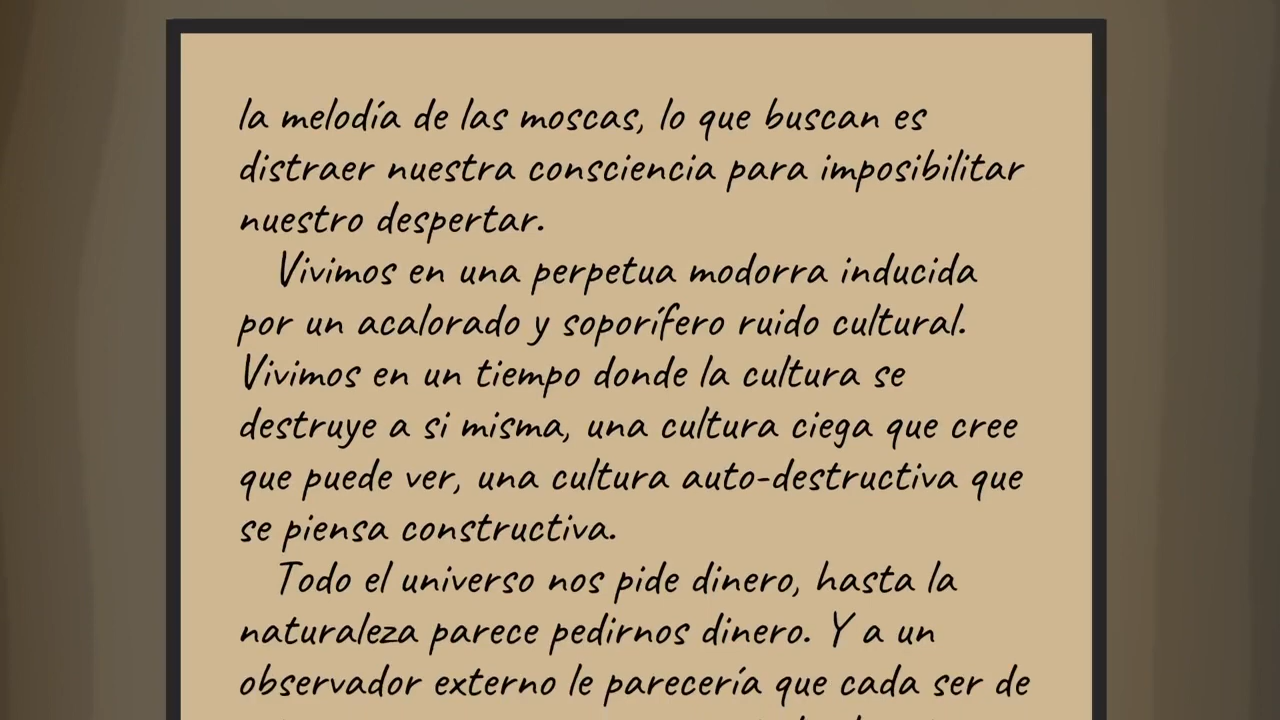 la melodía de las moscas, lo que buscan es
distraer nuestra consciencia para imposibilitar
nuestro despertar.
Vivimos en una perpetua modorra inducida
por un acalorado y soporífero ruido cultural.
Vivimos en un tiempo donde la cultura se
destruye a si misma, una cultura ciega que cree
que puede ver, una cultura auto-destructiva que
se piensa constructiva.
Todo el universo nos pide dinero, hasta la
naturaleza parece pedirnos dinero. Y a un
observador externo le parecería que cada ser de